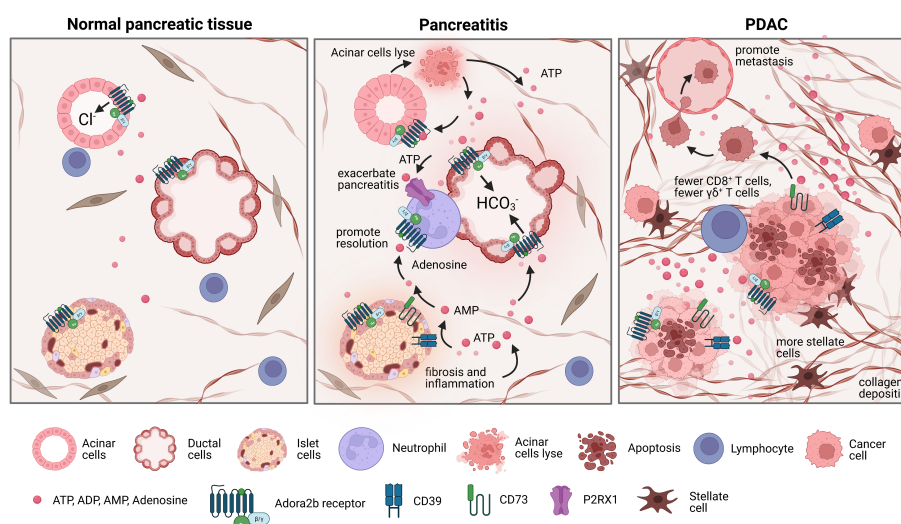 Normal pancreatic tissue
Cl-
Pancreatitis
Acinar cells lyse
ATP
ATP
exacerbate
pancreatitis
HCO3-
promote
resolution
Adenosine
AMP
ATP
fibrosis and
inflammation
PDAC
promote
metastasis
fewer CD8+ T cells,
fewer γδ+ T cells
more stellate
cells
collagen
depositi
Acinar
cells
Ductal
cells
Islet
cells
Neutrophil
Acinar
cells lyse
Apoptosis
Lymphocyte
Cancer
cell
ATP, ADP, AMP, Adenosine
β/γ
Adora2b receptor
CD39
CD73
P2RX1
Stellate
cell